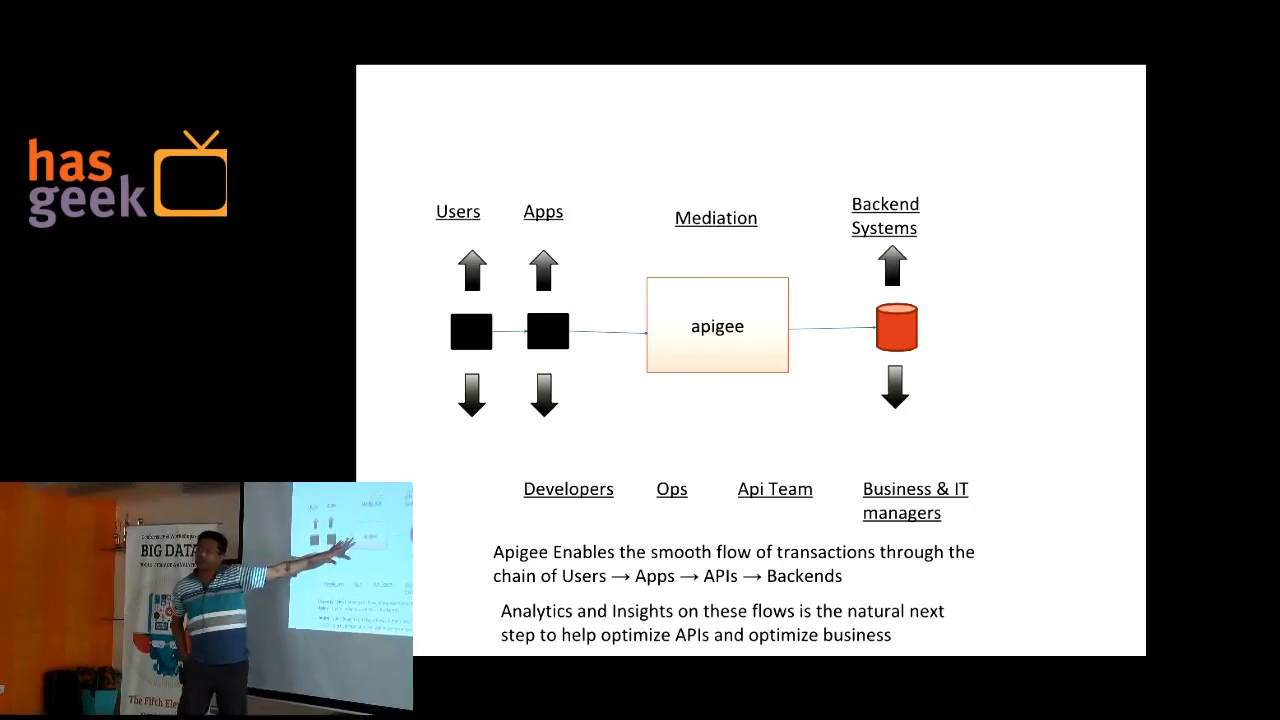 has
geek
Users
Apps
Mediation
Backend
Systems
apigee
Developers
Ops
Api Team
Business & IT
managers
Apigee Enables the smooth flow of transactions through the
chain of Users → Apps → APIs → Backends
Analytics and Insights on these flows is the natural next
step to help optimize APIs and optimize business
BIG DATA
The Fifth Ele